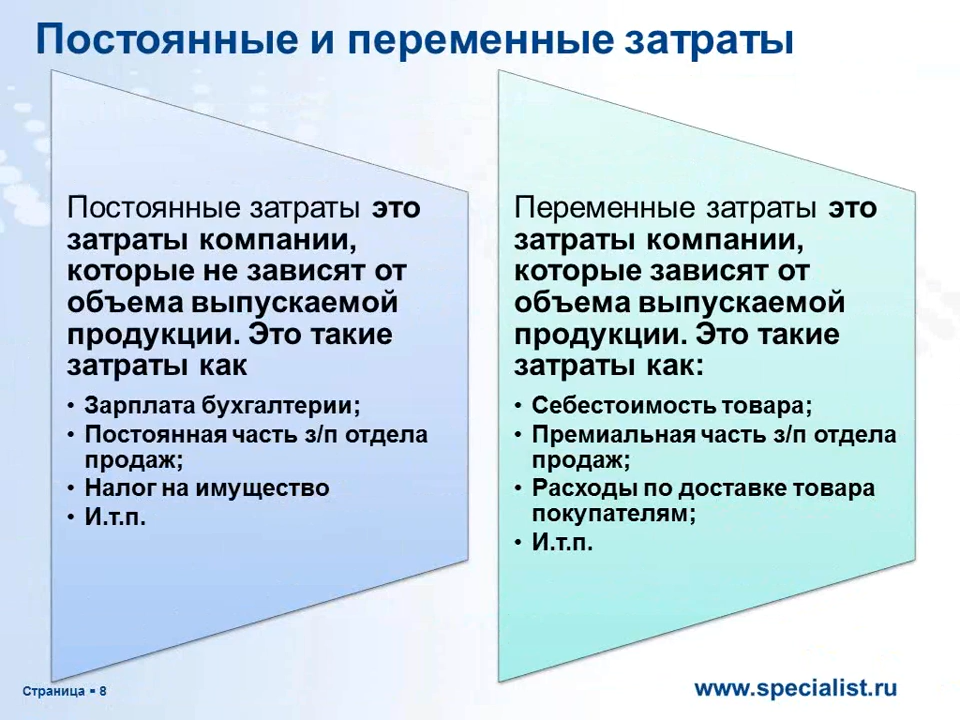 Постоянные и переменные затраты
Постоянные затраты это
затраты компании,
которые не зависят от
объема выпускаемой
продукции. Это такие
затраты как
• Зарплата бухгалтерии;
• Постоянная часть з/п отдела
продаж;
• Налог на имущество
• И.т.п.
Переменные затраты это
затраты компании,
которые зависят от
объема выпускаемой
продукции. Это такие
затраты как:
• Себестоимость товара;
• Премиальная часть з/п отдела
продаж;
• Расходы по доставке товара
покупателям;
• И.т.п.
Страница ▪ 8
www.specialist.ru